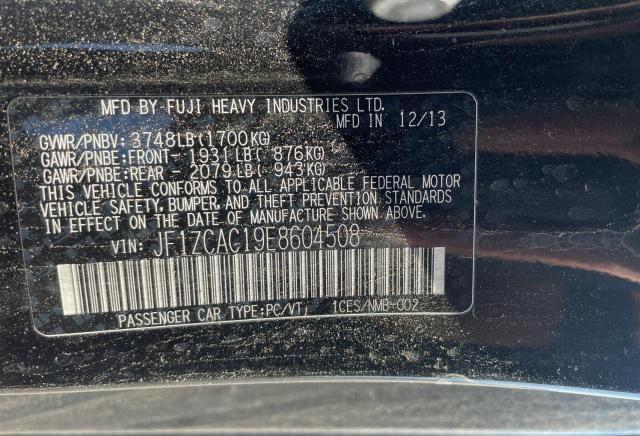 MFD BY FUJI HEAVY INDUSTRIES LTD.
MFD IN 12/13
GVWR/PNBV: 3748LB(1700KG)
GAWR/PNBE:FRONT- 1931LB( 876KG)
GAWR/PNBE:REAR - 2079LB( 943KG)
THIS VEHICLE CONFORMS TO ALL APPLICABLE FEDERAL MOTOR
VEHICLE SAFETY, BUMPER, AND THEFT PREVENTION STANDARDS
IN EFFECT ON THE DATE OF MANUFACTURE SHOWN ABOVE.
VIN: JF1ZCAC19E8604508
PASSENGER CAR TYPE:PC/VT, 1CES/NMB-002